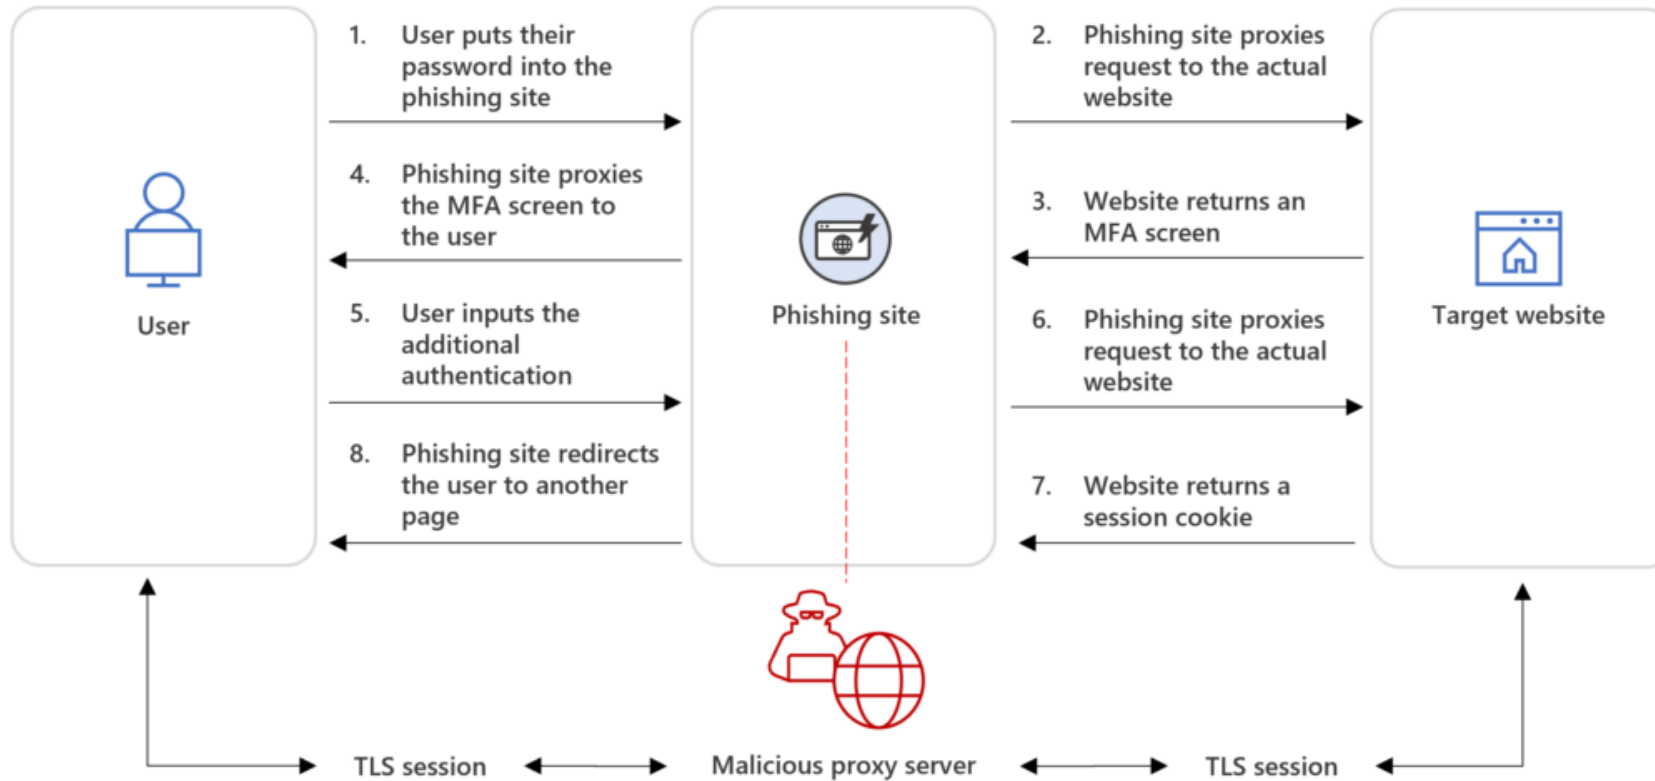 1. User puts their
password into the
phishing site
2. Phishing site proxies
request to the actual
website
4. Phishing site proxies
the MFA screen to
the user
3. Website returns an
MFA screen
User
Phishing site
Target website
5. User inputs the
additional
authentication
6. Phishing site proxies
request to the actual
website
8. Phishing site redirects
the user to another
page
7. Website returns a
session cookie
TLS session
Malicious proxy server
TLS session